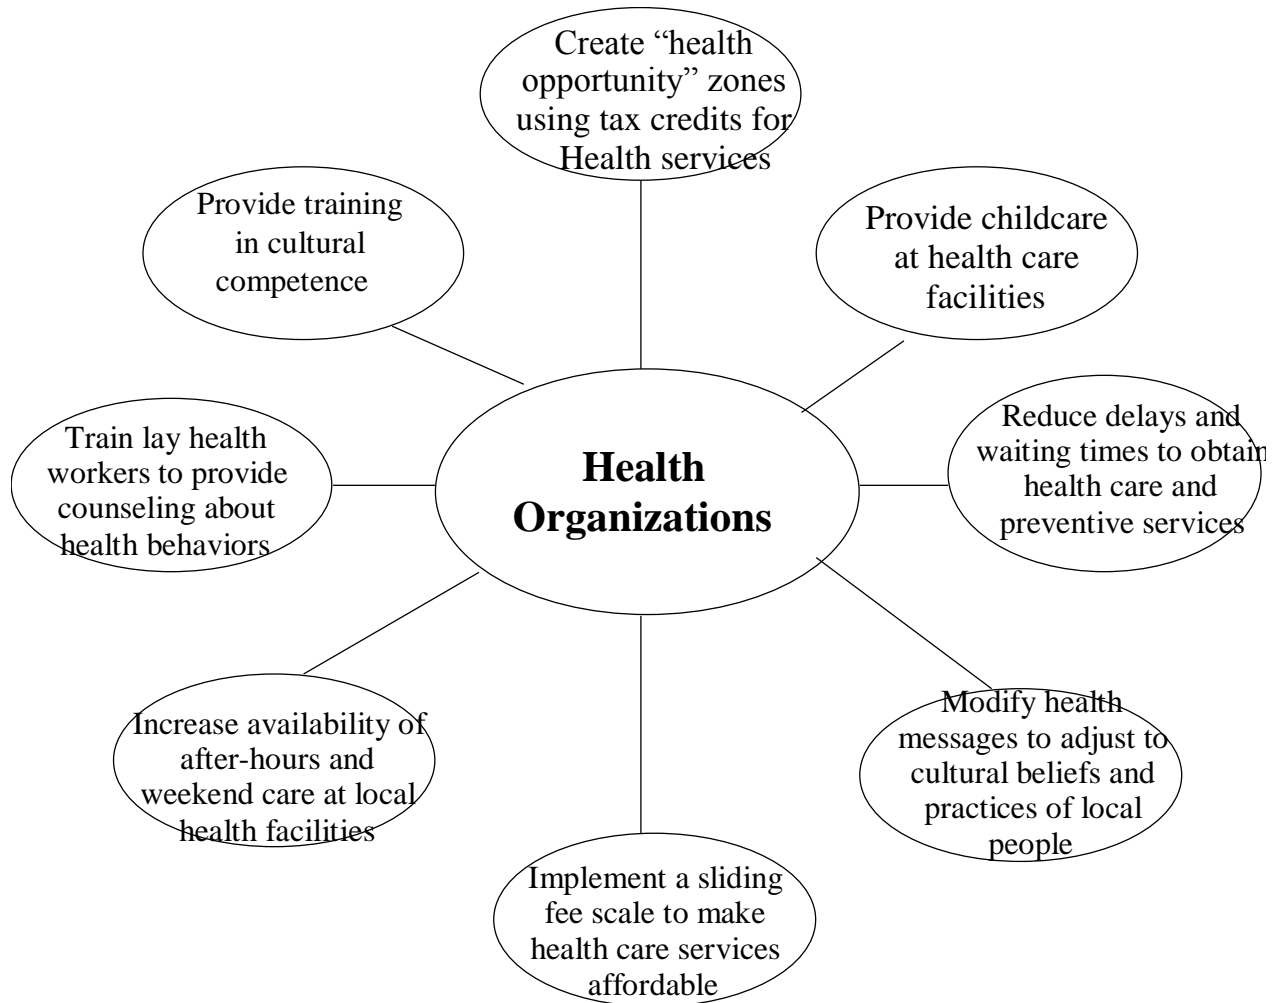 Create “health
opportunity” zones
using tax credits for
Health services
Provide training
in cultural
competence
Provide childcare
at health care
facilities
Train lay health
workers to provide
counseling about
health behaviors
Health
Organizations
Reduce delays and
waiting times to obtain
health care and
preventive services
Increase availability of
after-hours and
weekend care at local
health facilities
Modify health
messages to adjust to
cultural beliefs and
practices of local
people
Implement a sliding
fee scale to make
health care services
affordable